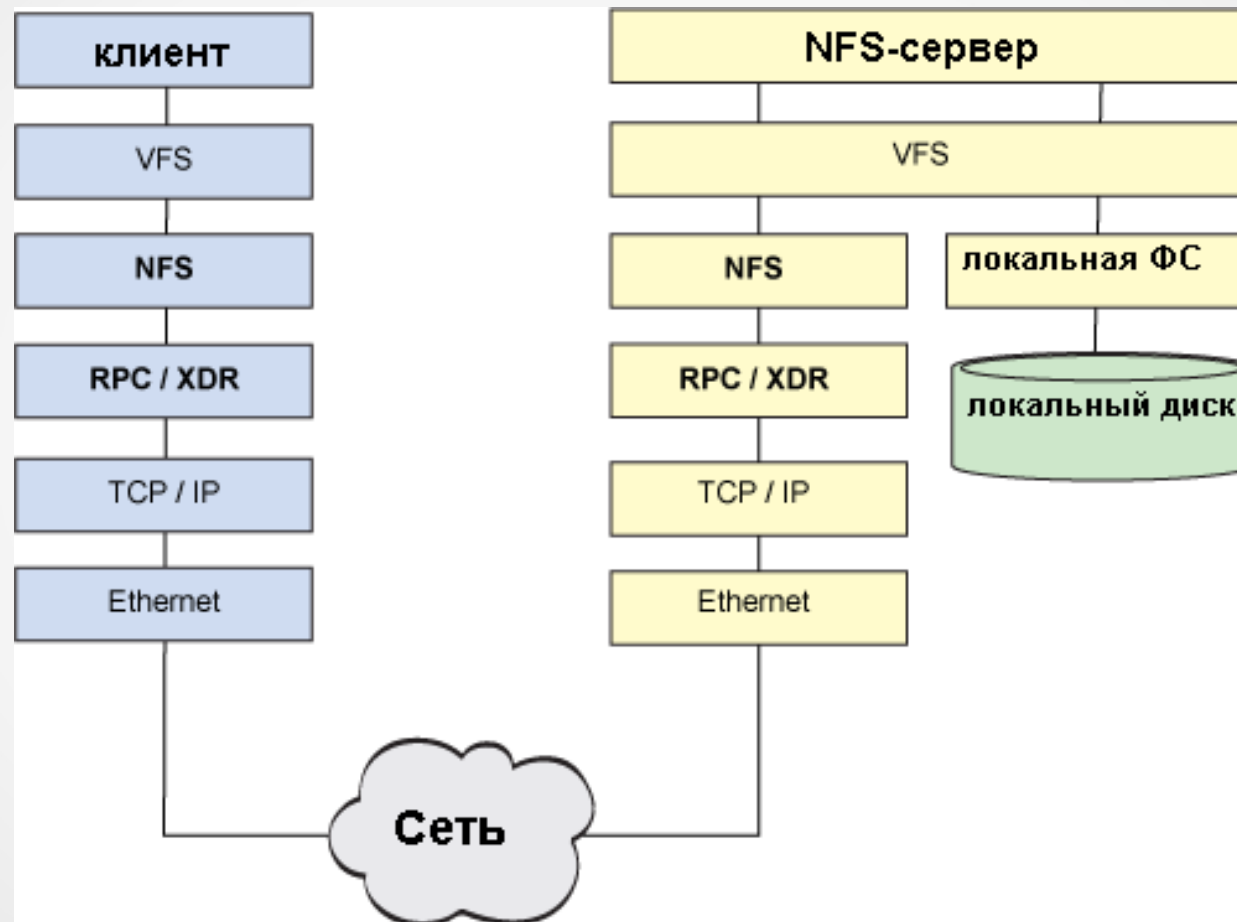 клиент
VFS
NFS
RPC / XDR
TCP / IP
Ethernet
NFS-сервер
VFS
NFS
RPC / XDR
TCP / IP
Ethernet
локальная ФС
локальный диск
Сеть